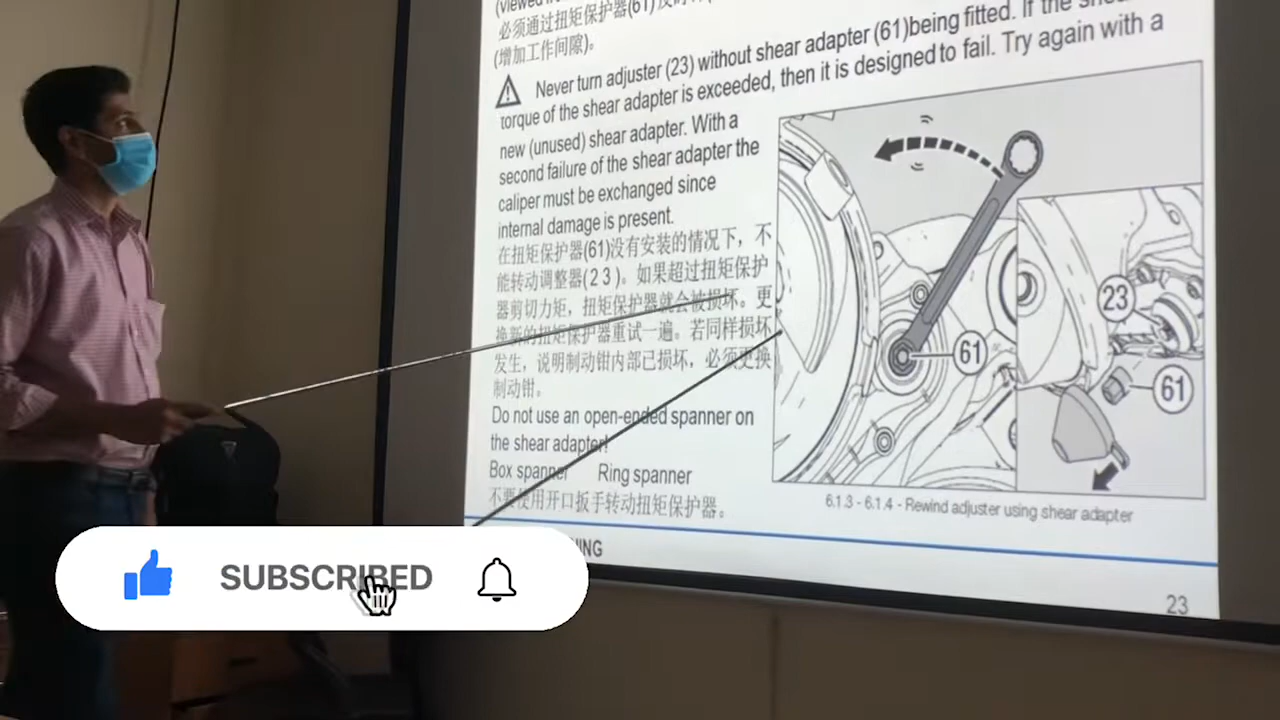 (viewed
必须通过扭矩保护器(61)
(增加工作间隙)。
Never turn adjuster (23) without shear adapter (61)being fitted. If the
torque of the shear adapter is exceeded, then it is designed to fail. Try again with a
new (unused) shear adapter. With a
second failure of the shear adapter the
caliper must be exchanged since
internal damage is present.
在扭矩保护器(61)没有安装的情况下，不
能转动调整器(23)。如果超过扭矩保护
器剪切力矩，扭矩保护器就会被损坏。更
换新的扭矩保护器重试一遍。若同样损坏
发生，说明制动钳内部已损坏，必须更换
制动钳。
Do not use an open-ended spanner on
the shear adapter!
Box spanner Ring spanner
不要使用开口扳手转动扭矩保护器。
61
23
61
6.1.3 - 6.1.4 - Rewind adjuster using shear adapter
23
SUBSCRIBED